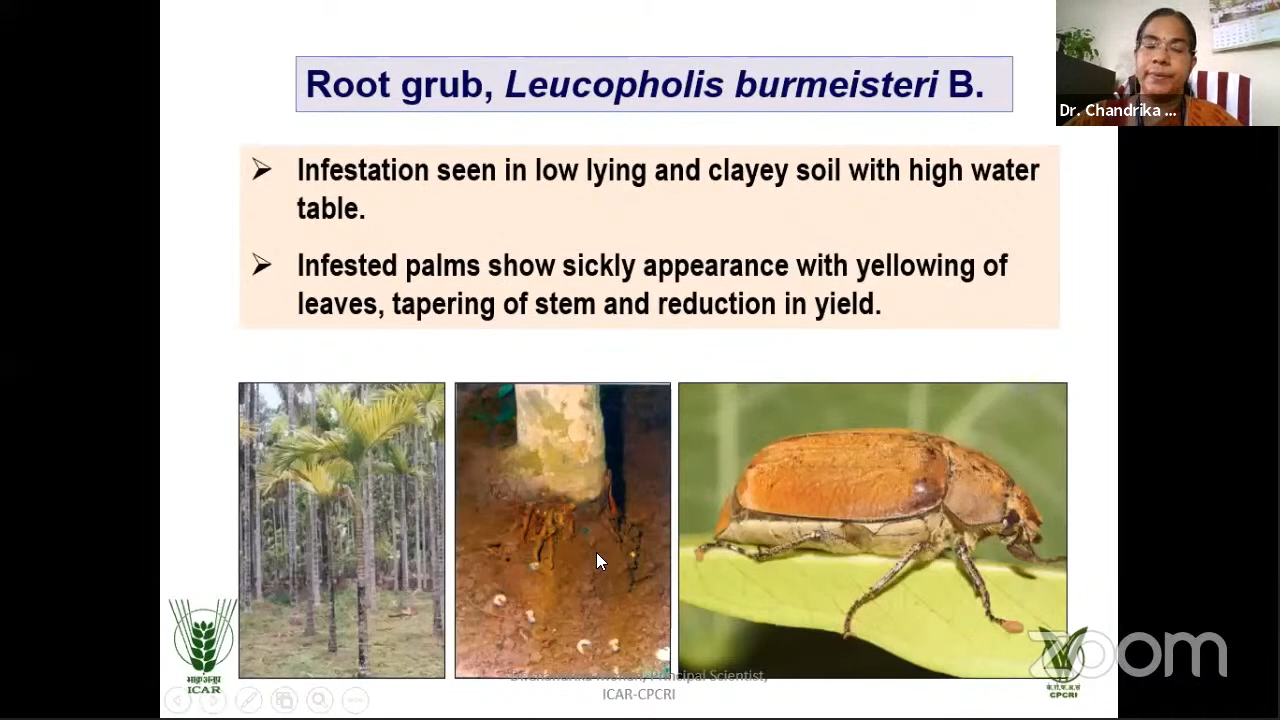 Root grub, Leucopholis burmeisteri B.
Dr. Chandrika ...
➢ Infestation seen in low lying and clayey soil with high water
table.
➢ Infested palms show sickly appearance with yellowing of
leaves, tapering of stem and reduction in yield.
ICAR
Principal Scientist,
ICAR-CPCRI
CPCRI
zoom